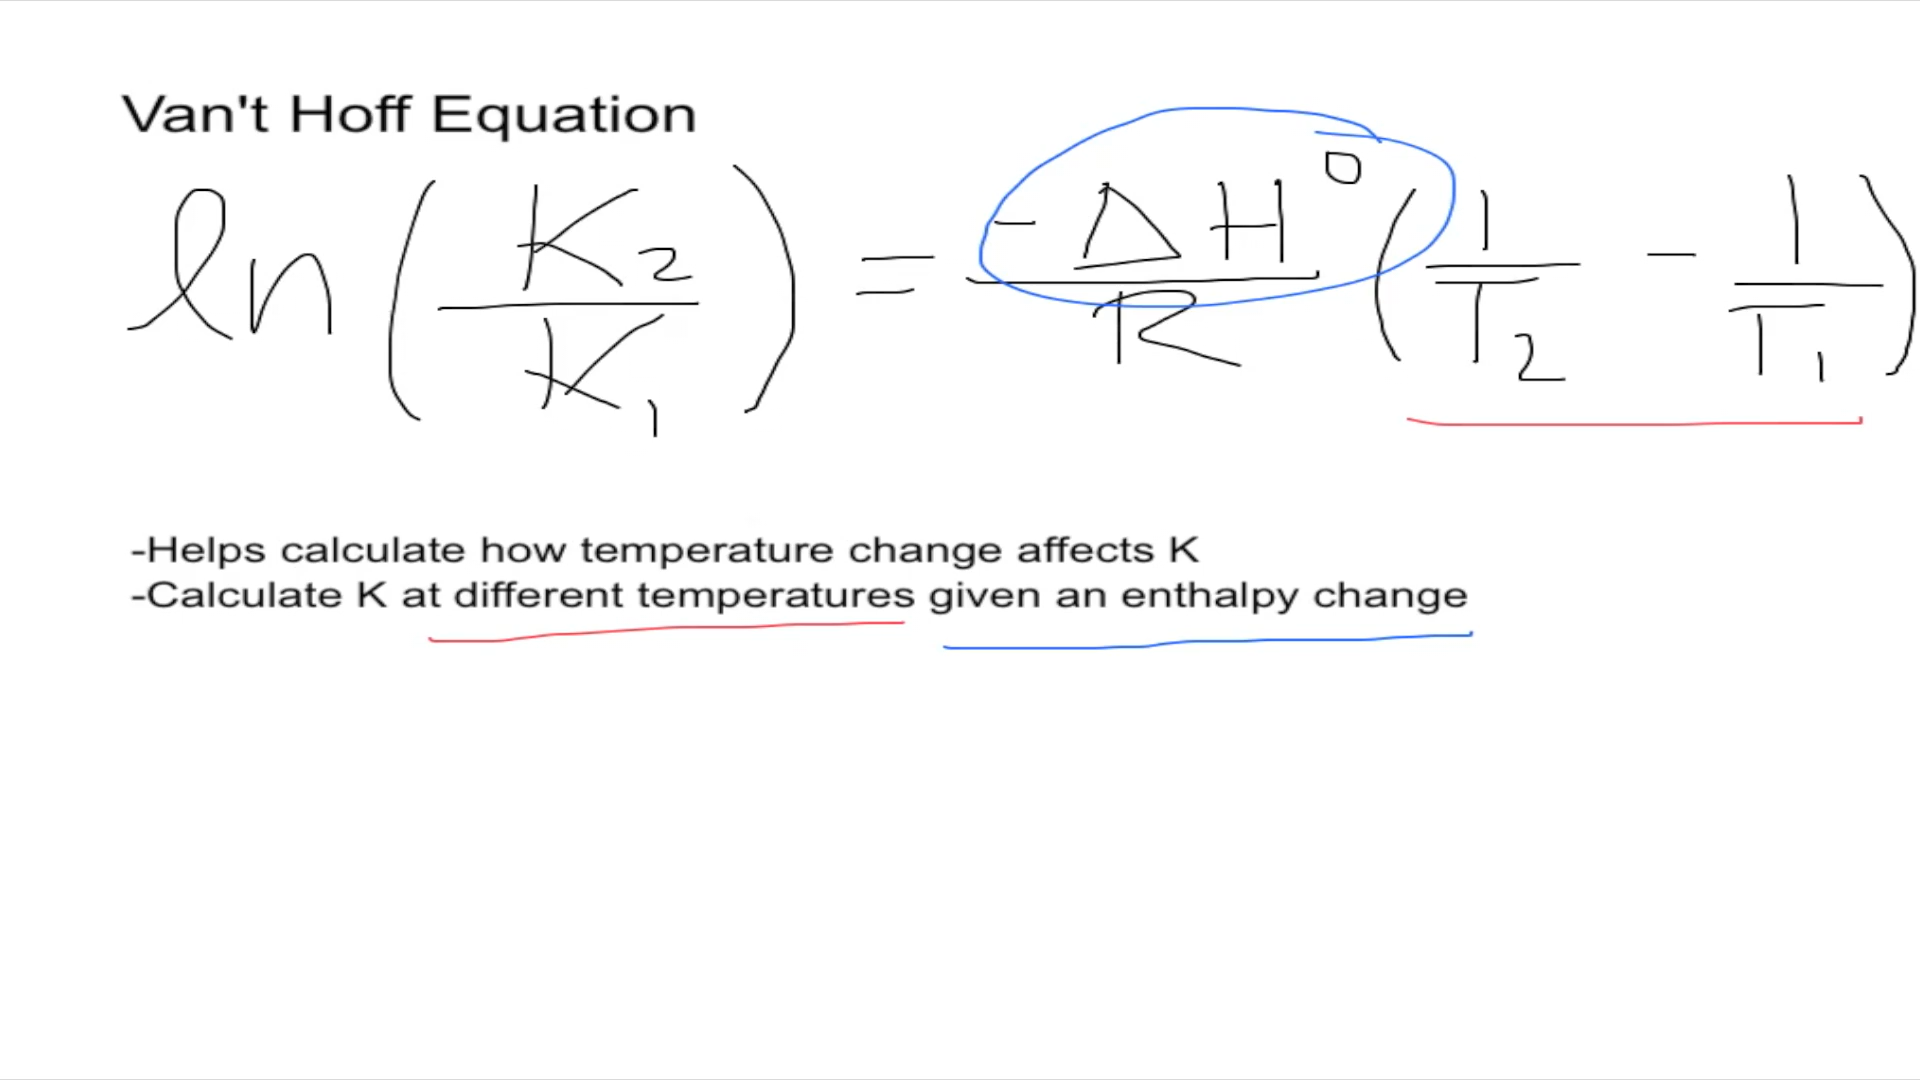 Van't Hoff Equation
ln(K₂/K₁) = -ΔH°/R (1/T₂ - 1/T₁)
-Helps calculate how temperature change affects K
-Calculate K at different temperatures given an enthalpy change